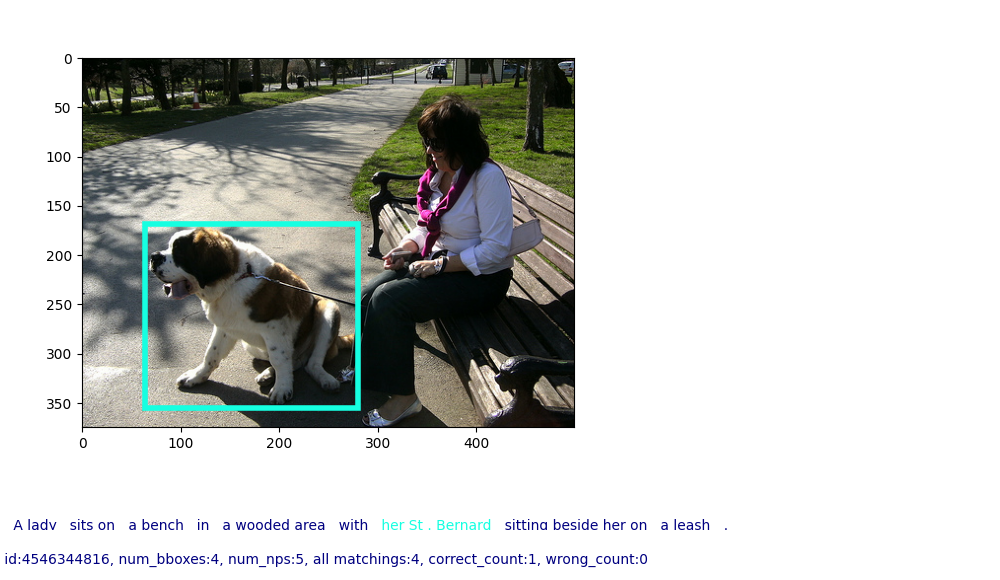 0
50
100
150
200
250
300
350
0 100 200 300 400
A lady sits on a bench in a wooded area with her St . Bernard sitting beside her on a leash .
id:4546344816, num_bboxes:4, num_nps:5, all matchings:4, correct_count:1, wrong_count:0